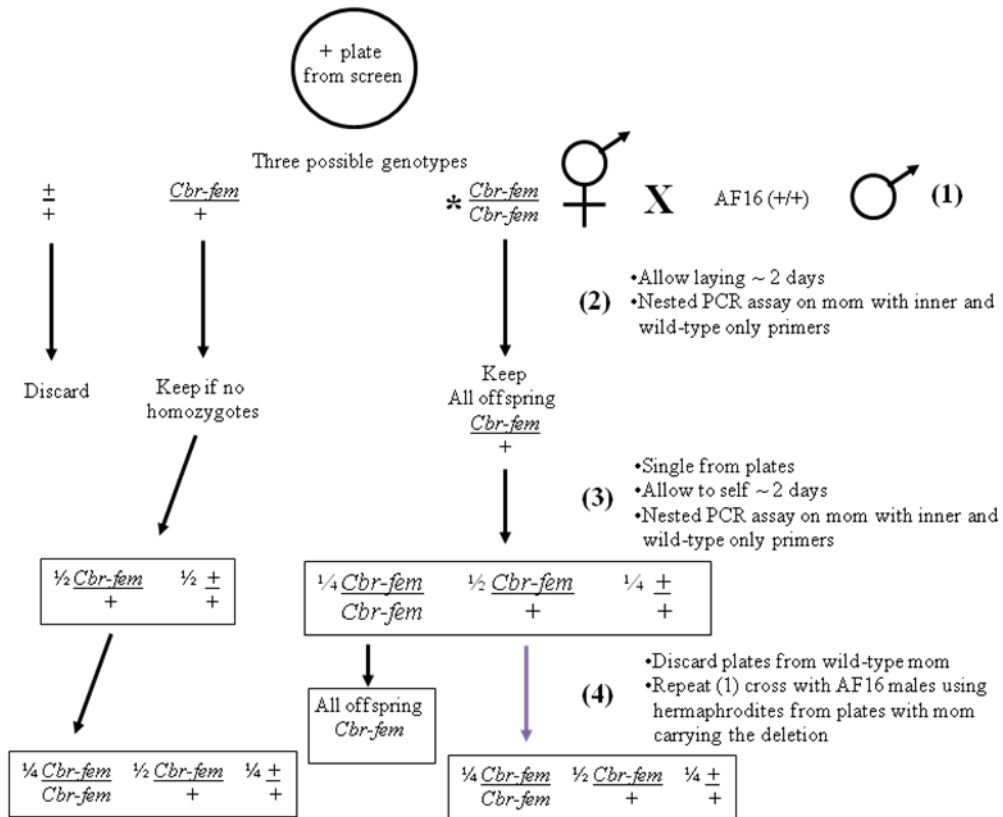 + plate
from screen
Three possible genotypes
+
+
Cbr-fem
+
* Cbr-fem
Cbr-fem
X
AF16 (+/+)
(1)
(2)
•Allow laying ~ 2 days
•Nested PCR assay on mom with inner and
wild-type only primers
Discard
Keep if no
homozygotes
Keep
All offspring
Cbr-fem
+
(3)
•Single from plates
•Allow to self ~ 2 days
•Nested PCR assay on mom with inner and
wild-type only primers
½ Cbr-fem
+
½ +
+
¼ Cbr-fem
Cbr-fem
½ Cbr-fem
+
¼ +
+
(4)
•Discard plates from wild-type mom
•Repeat (1) cross with AF16 males using
hermaphrodites from plates with mom
carrying the deletion
All offspring
Cbr-fem
¼ Cbr-fem
Cbr-fem
½ Cbr-fem
+
¼ +
+
¼ Cbr-fem
Cbr-fem
½ Cbr-fem
+
¼ +
+